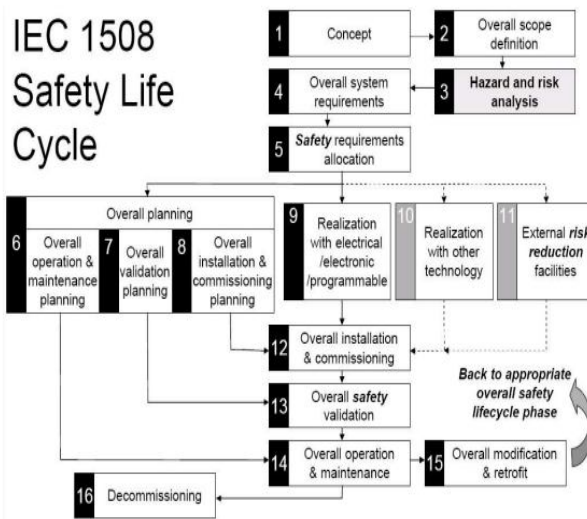 IEC 1508
Safety Life
Cycle
1
Concept
2
Overall scope
definition
4
Overall system
requirements
3
Hazard and risk
analysis
5
Safety requirements
allocation
Overall planning
6
Overall
operation &
maintenance
planning
7
Overall
validation
planning
8
Overall
installation &
commissioning
planning
9
Realization
with electrical
/electronic
/programmable
10
Realization
with other
technology
11
External risk
reduction
facilities
12
Overall installation
& commissioning
13
Overall safety
validation
Back to appropriate
overall safety
lifecycle phase
14
Overall operation
& maintenance
15
Overall modification
& retrofit
16
Decommissioning